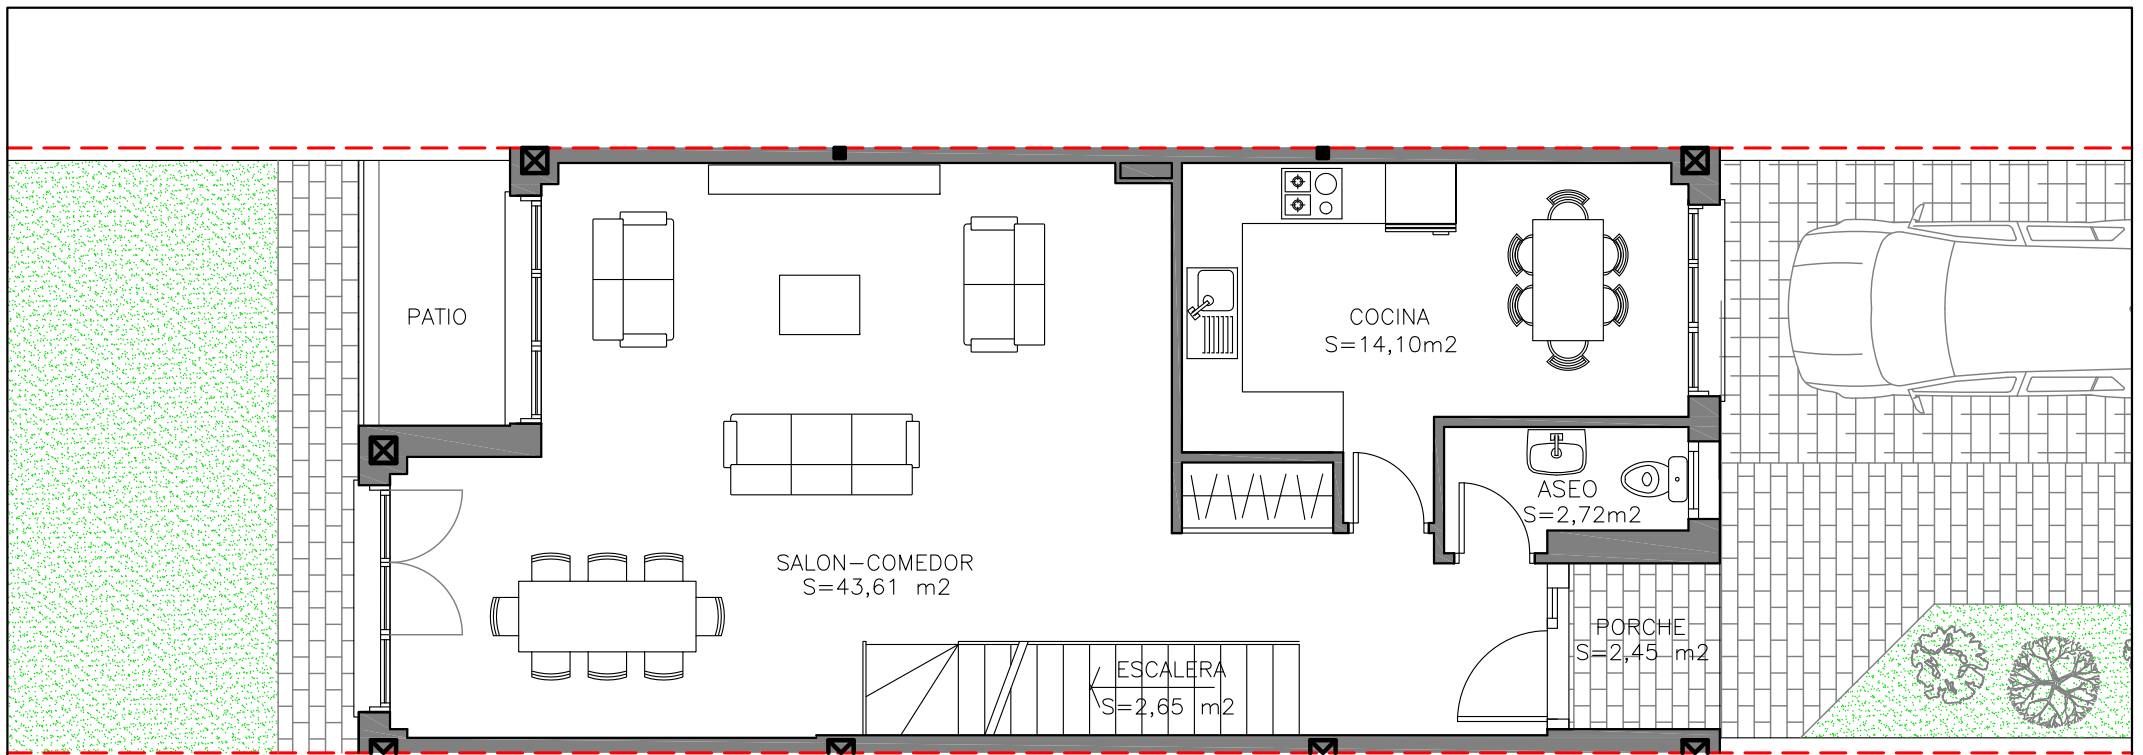 PATIO
COCINA
S=14,10m2
ASEO
S=2,72m2
SALON-COMEDOR
S=43,61 m2
PORCHE
S=2,45 m2
ESCALERA
S=2,65 m2